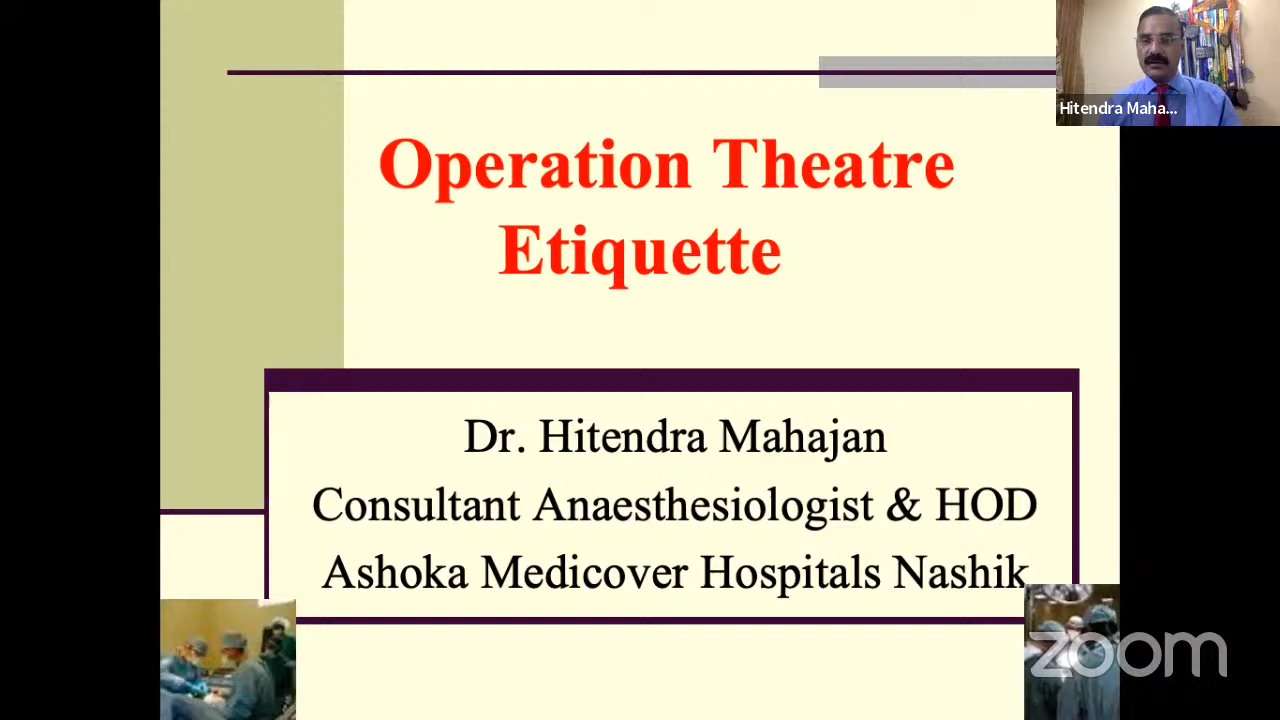 Hitendra Maha...
Operation Theatre
Etiquette
Dr. Hitendra Mahajan
Consultant Anaesthesiologist & HOD
Ashoka Medicover Hospitals Nashik
zoom